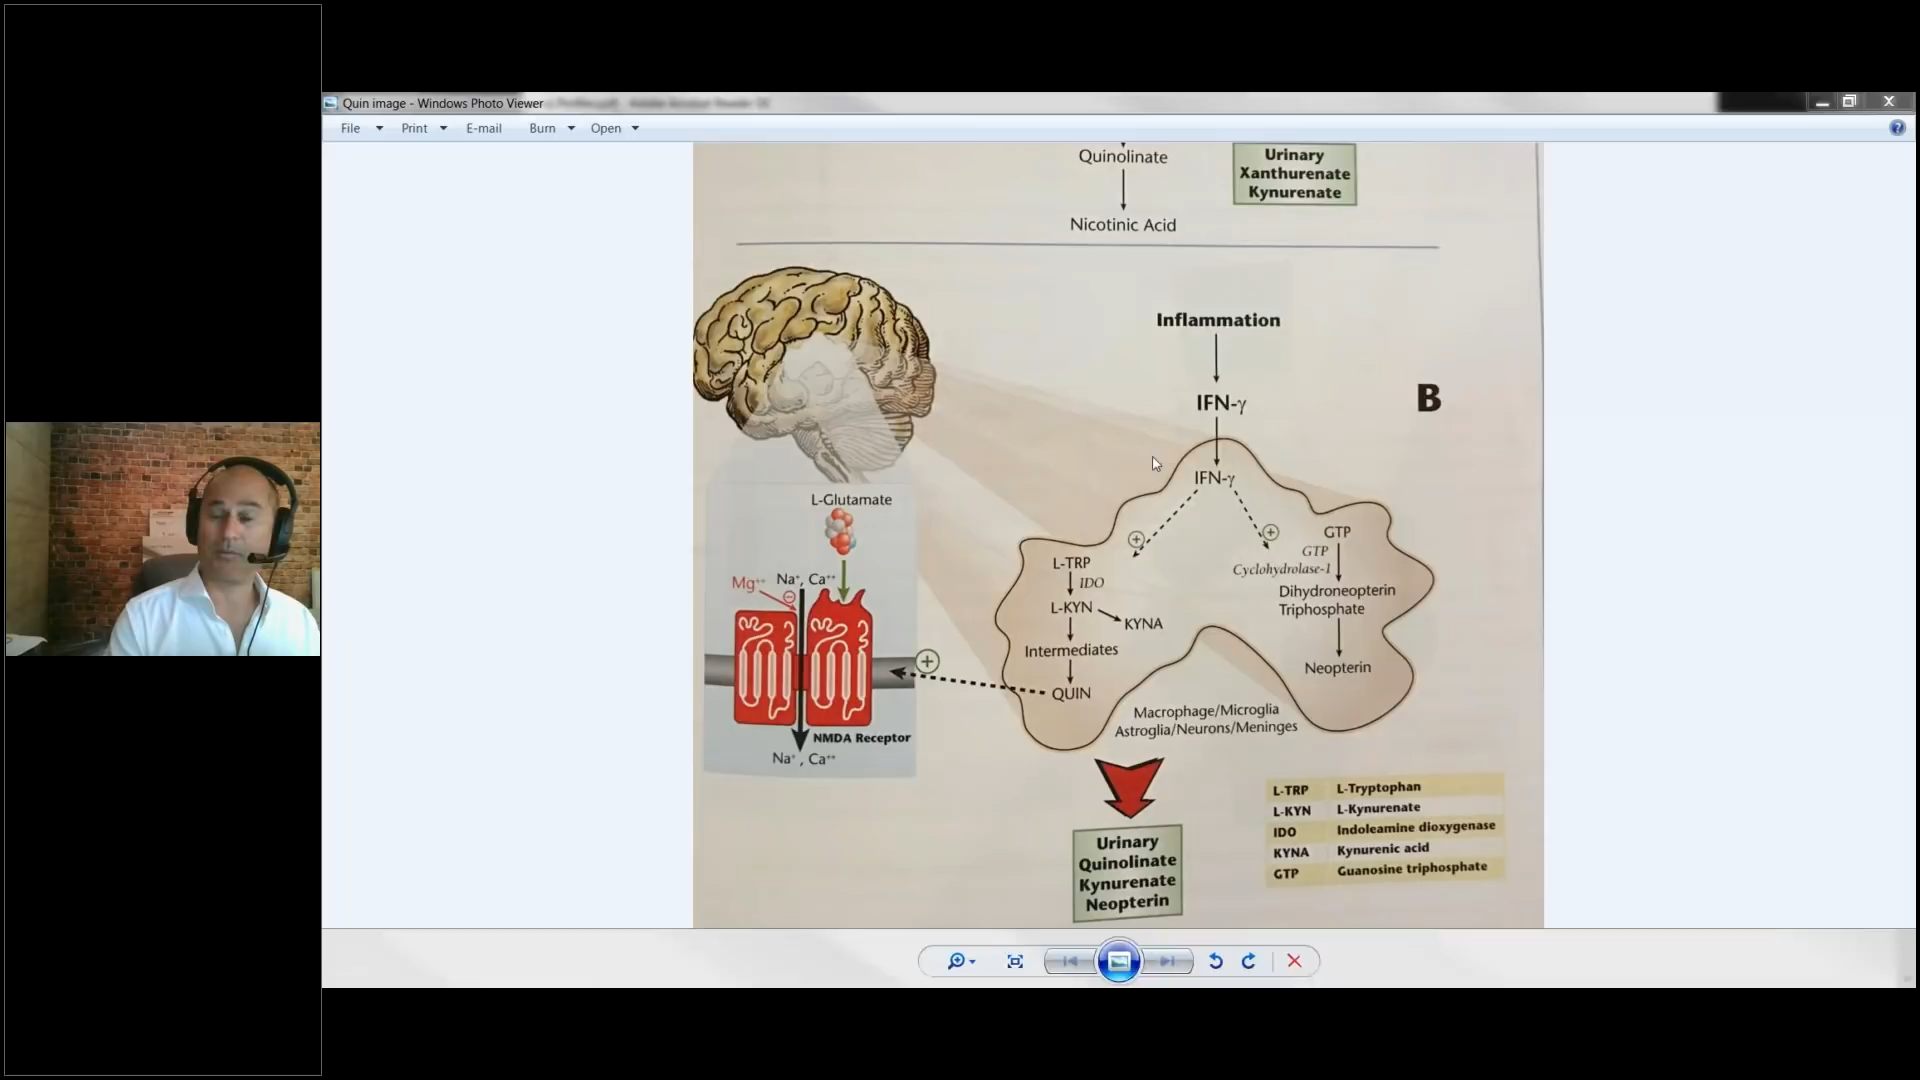 Quin image - Windows Photo Viewer
File Print E-mail Burn Open
Quinolinate
Nicotinic Acid
Urinary
Xanthurenate
Kynurenate
Inflammation
IFN-γ
B
IFN-γ
L-Glutamate
Mg⁺⁺
Na⁺, Ca⁺⁺
NMDA Receptor
Na⁺, Ca⁺⁺
L-TRP
IDO
L-KYN
KYNA
Intermediates
QUIN
GTP
GTP
Cyclohydrolase-1
Dihydroneopterin
Triphosphate
Neopterin
Macrophage/Microglia
Astroglia/Neurons/Meninges
Urinary
Quinolinate
Kynurenate
Neopterin
L-TRP L-Tryptophan
L-KYN L-Kynurenate
IDO Indoleamine dioxygenase
KYNA Kynurenic acid
GTP Guanosine triphosphate